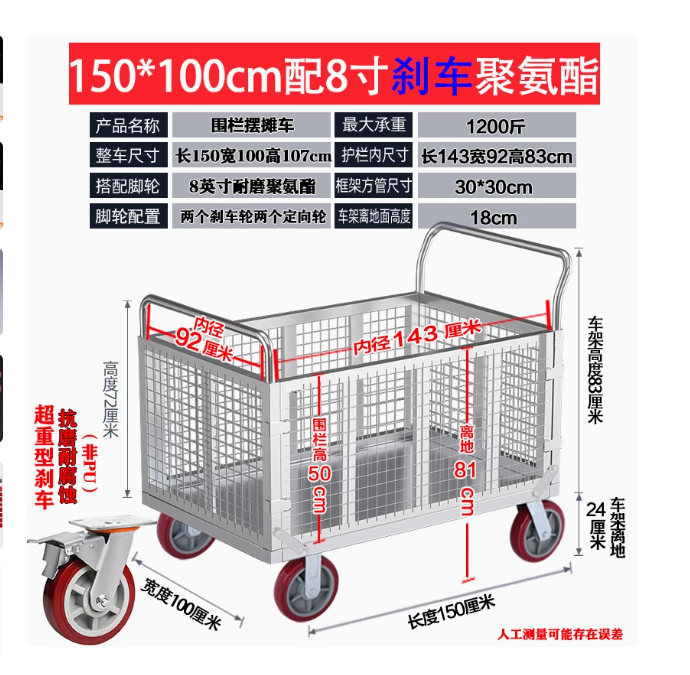 150*100cm配8寸刹车聚氨酯
产品名称 围栏摆摊车 最大承重 1200斤
整车尺寸 长150宽100高107cm 护栏内尺寸 长143宽92高83cm
搭配脚轮 8英寸耐磨聚氨酯 框架方管尺寸 30*30cm
脚轮配置 两个刹车轮两个定向轮 车架离地面高度 18cm
内径
92厘米
内径143厘米
高度72厘米
车架高度83厘米
围栏高
50cm
离地
81cm
超重型刹车
抗磨耐腐蚀
(非PU)
车架离地
24厘米
宽度100厘米
长度150厘米
人工测量可能存在误差